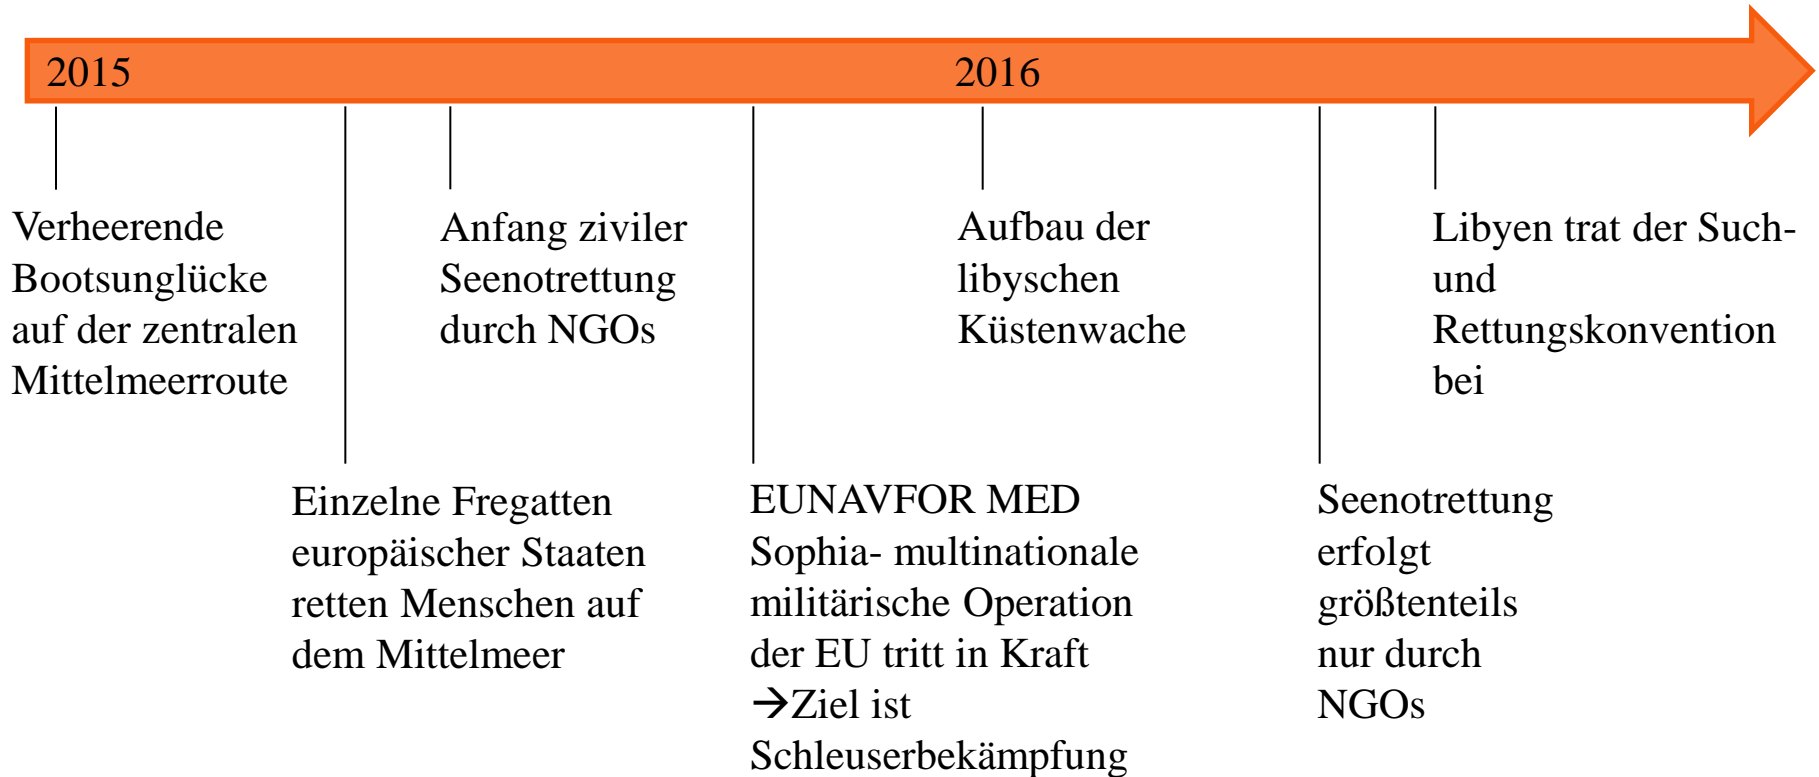 2015
2016
Verheerende
Bootsunglücke
auf der zentralen
Mittelmeerroute
Einzelne Fregatten
europäischer Staaten
retten Menschen auf
dem Mittelmeer
Anfang ziviler
Seenotrettung
durch NGOs
EUNAVFOR MED
Sophia- multinationale
militärische Operation
der EU tritt in Kraft
→Ziel ist
Schleuserbekämpfung
Aufbau der
libyschen
Küstenwache
Seenotrettung
erfolgt
größtenteils
nur durch
NGOs
Libyen trat der Such-
und
Rettungskonvention
bei